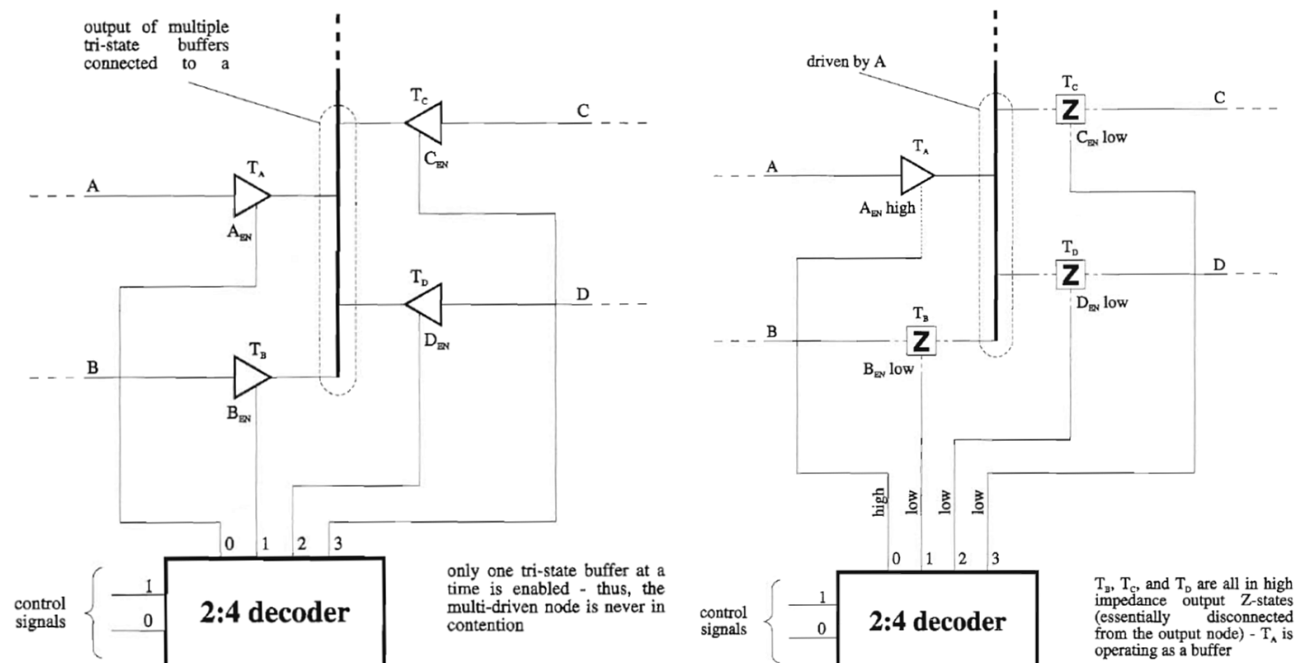 output of multiple
tri-state buffers
connected to a
T_C
C
C_EN
T_A
A
A_EN
T_D
D
D_EN
T_B
B
B_EN
0 1 2 3
control
signals
1
0
2:4 decoder
only one tri-state buffer at a
time is enabled - thus, the
multi-driven node is never in
contention
driven by A
T_C
Z
C
C_EN low
T_A
A
A_EN high
T_D
Z
D
D_EN low
T_B
B
Z
B_EN low
high low low low
0 1 2 3
control
signals
1
0
2:4 decoder
T_B, T_C, and T_D are all in high
impedance output Z-states
(essentially disconnected
from the output node) - T_A is
operating as a buffer